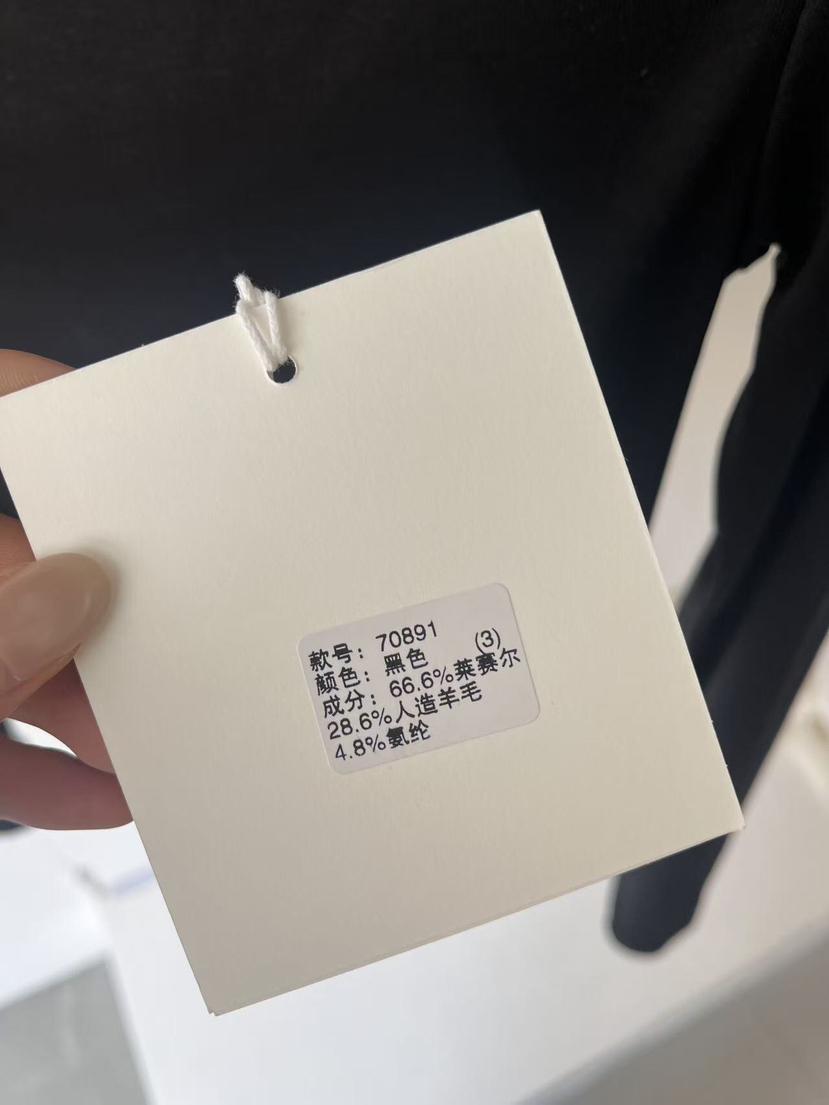 款号：70891
颜色：黑色 (3)
成分：66.6%莱赛尔
28.6%人造羊毛
4.8%氨纶